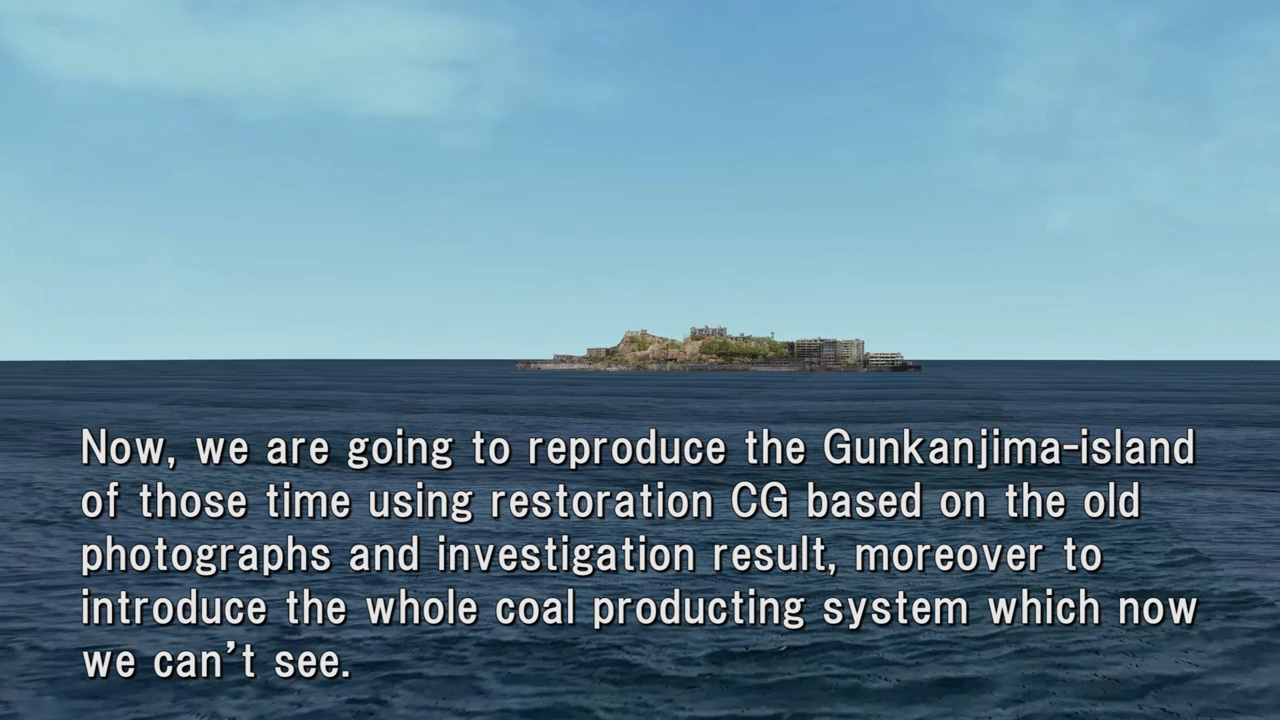 Now, we are going to reproduce the Gunkanjima-island
of those time using restoration CG based on the old
photographs and investigation result, moreover to
introduce the whole coal producting system which now
we can’t see.